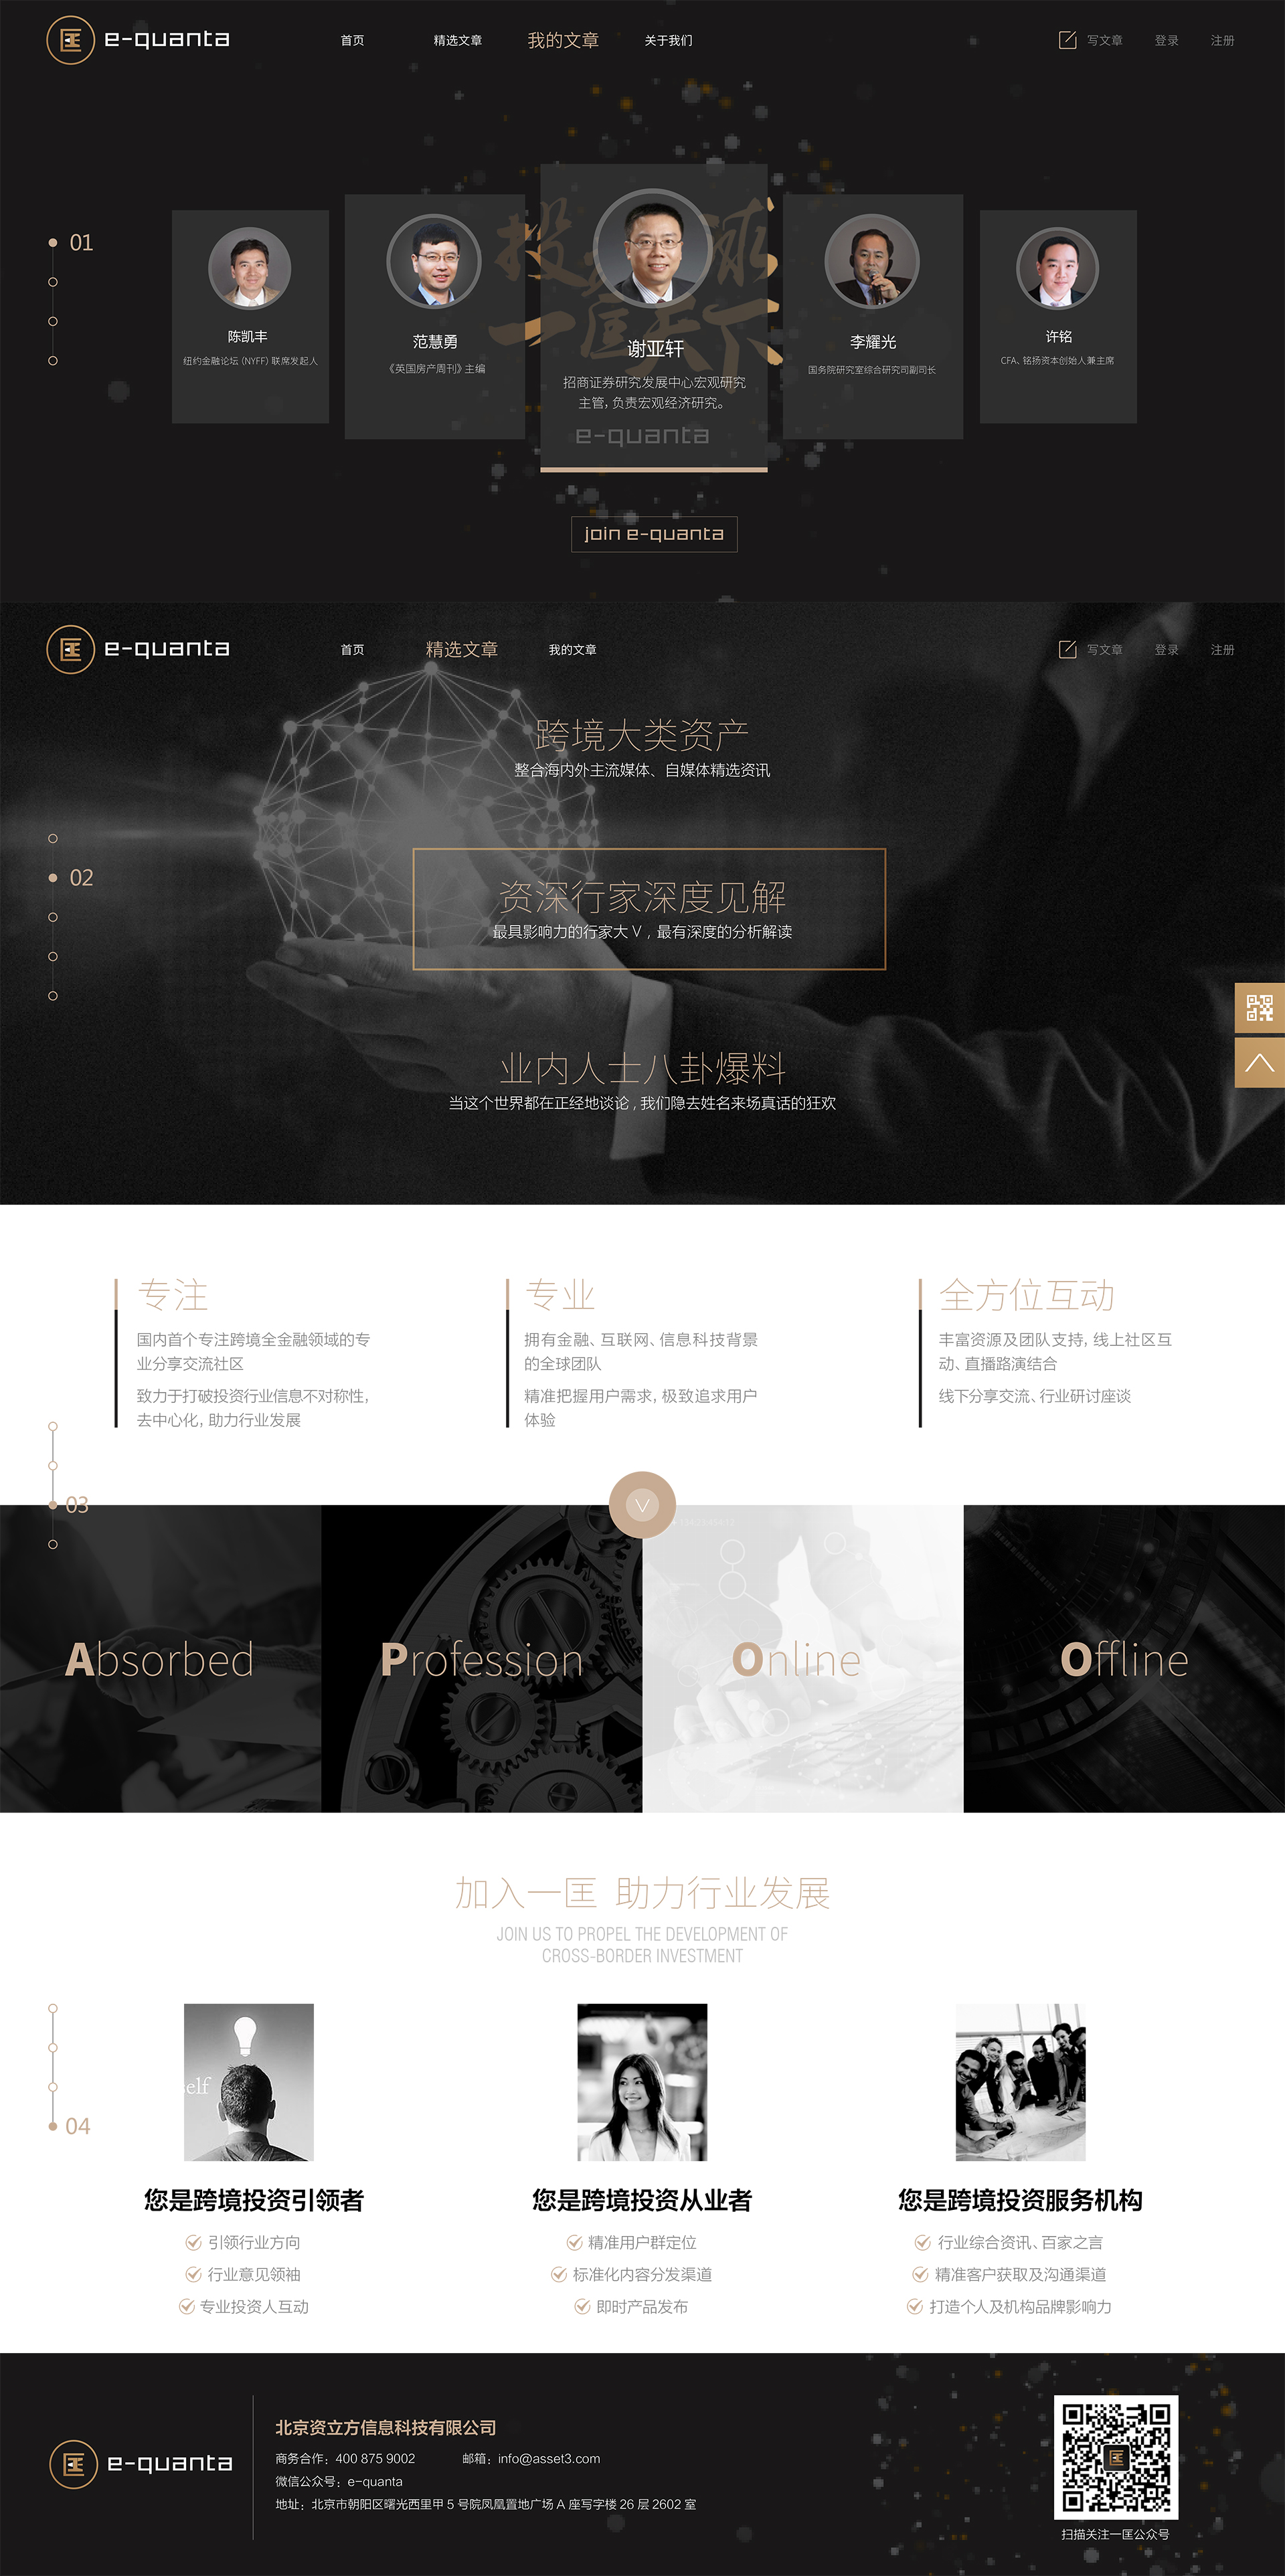 e-quanta
首页
精选文章
我的文章
关于我们
写文章
登录
注册
01
陈凯丰
纽约金融论坛 (NYFF) 联席发起人
范慧勇
《英国房产周刊》主编
谢亚轩
招商证券研究发展中心宏观研究
主管, 负责宏观经济研究。
李耀光
国务院研究室综合研究司副司长
许铭
CFA、铭扬资本创始人兼主席
投
球
一匡天下
e-quanta
join e-quanta
e-quanta
首页
精选文章
我的文章
写文章
登录
注册
跨境大类资产
整合海内外主流媒体、自媒体精选资讯
02
资深行家深度见解
最具影响力的行家大 V , 最有深度的分析解读
业内人士八卦爆料
当这个世界都在正经地谈论 , 我们隐去姓名来场真话的狂欢
专注
国内首个专注跨境全金融领域的专
业分享交流社区
致力于打破投资行业信息不对称性,
去中心化, 助力行业发展
专业
拥有金融、互联网、信息科技背景
的全球团队
精准把握用户需求, 极致追求用户
体验
全方位互动
丰富资源及团队支持, 线上社区互
动、直播路演结合
线下分享交流、行业研讨座谈
03
Absorbed
Profession
Online
Offline
加入一匡 助力行业发展
JOIN US TO PROPEL THE DEVELOPMENT OF
CROSS-BORDER INVESTMENT
04
self
您是跨境投资引领者
引领行业方向
行业意见领袖
专业投资人互动
您是跨境投资从业者
精准用户群定位
标准化内容分发渠道
即时产品发布
您是跨境投资服务机构
行业综合资讯、百家之言
精准客户获取及沟通渠道
打造个人及机构品牌影响力
e-quanta
北京资立方信息科技有限公司
商务合作: 400 875 9002
邮箱: info@asset3.com
微信公众号: e-quanta
地址: 北京市朝阳区曙光西里甲 5 号院凤凰置地广场 A 座写字楼 26 层 2602 室
扫描关注一匡公众号